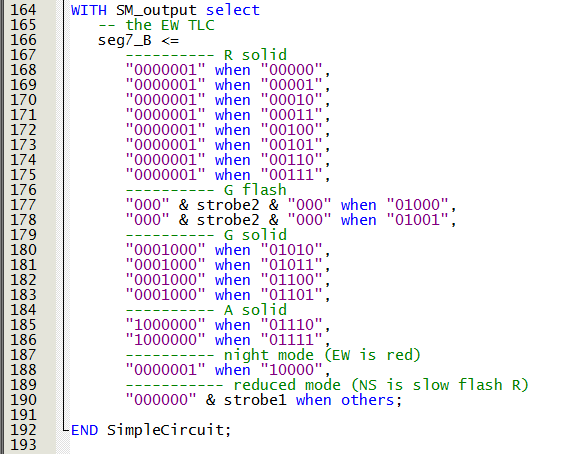 164 WITH SM_output select
165 -- the EW TLC
166 seg7_B <=
167 ---------- R solid
168 "0000001" when "00000",
169 "0000001" when "00001",
170 "0000001" when "00010",
171 "0000001" when "00011",
172 "0000001" when "00100",
173 "0000001" when "00101",
174 "0000001" when "00110",
175 "0000001" when "00111",
176 ---------- G flash
177 "000" & strobe2 & "000" when "01000",
178 "000" & strobe2 & "000" when "01001",
179 ---------- G solid
180 "0001000" when "01010",
181 "0001000" when "01011",
182 "0001000" when "01100",
183 "0001000" when "01101",
184 ---------- A solid
185 "1000000" when "01110",
186 "1000000" when "01111",
187 ---------- night mode (EW is red)
188 "0000001" when "10000",
189 ----------- reduced mode (NS is slow flash R)
190 "000000" & strobe1 when others;
191
192 END SimpleCircuit;
193